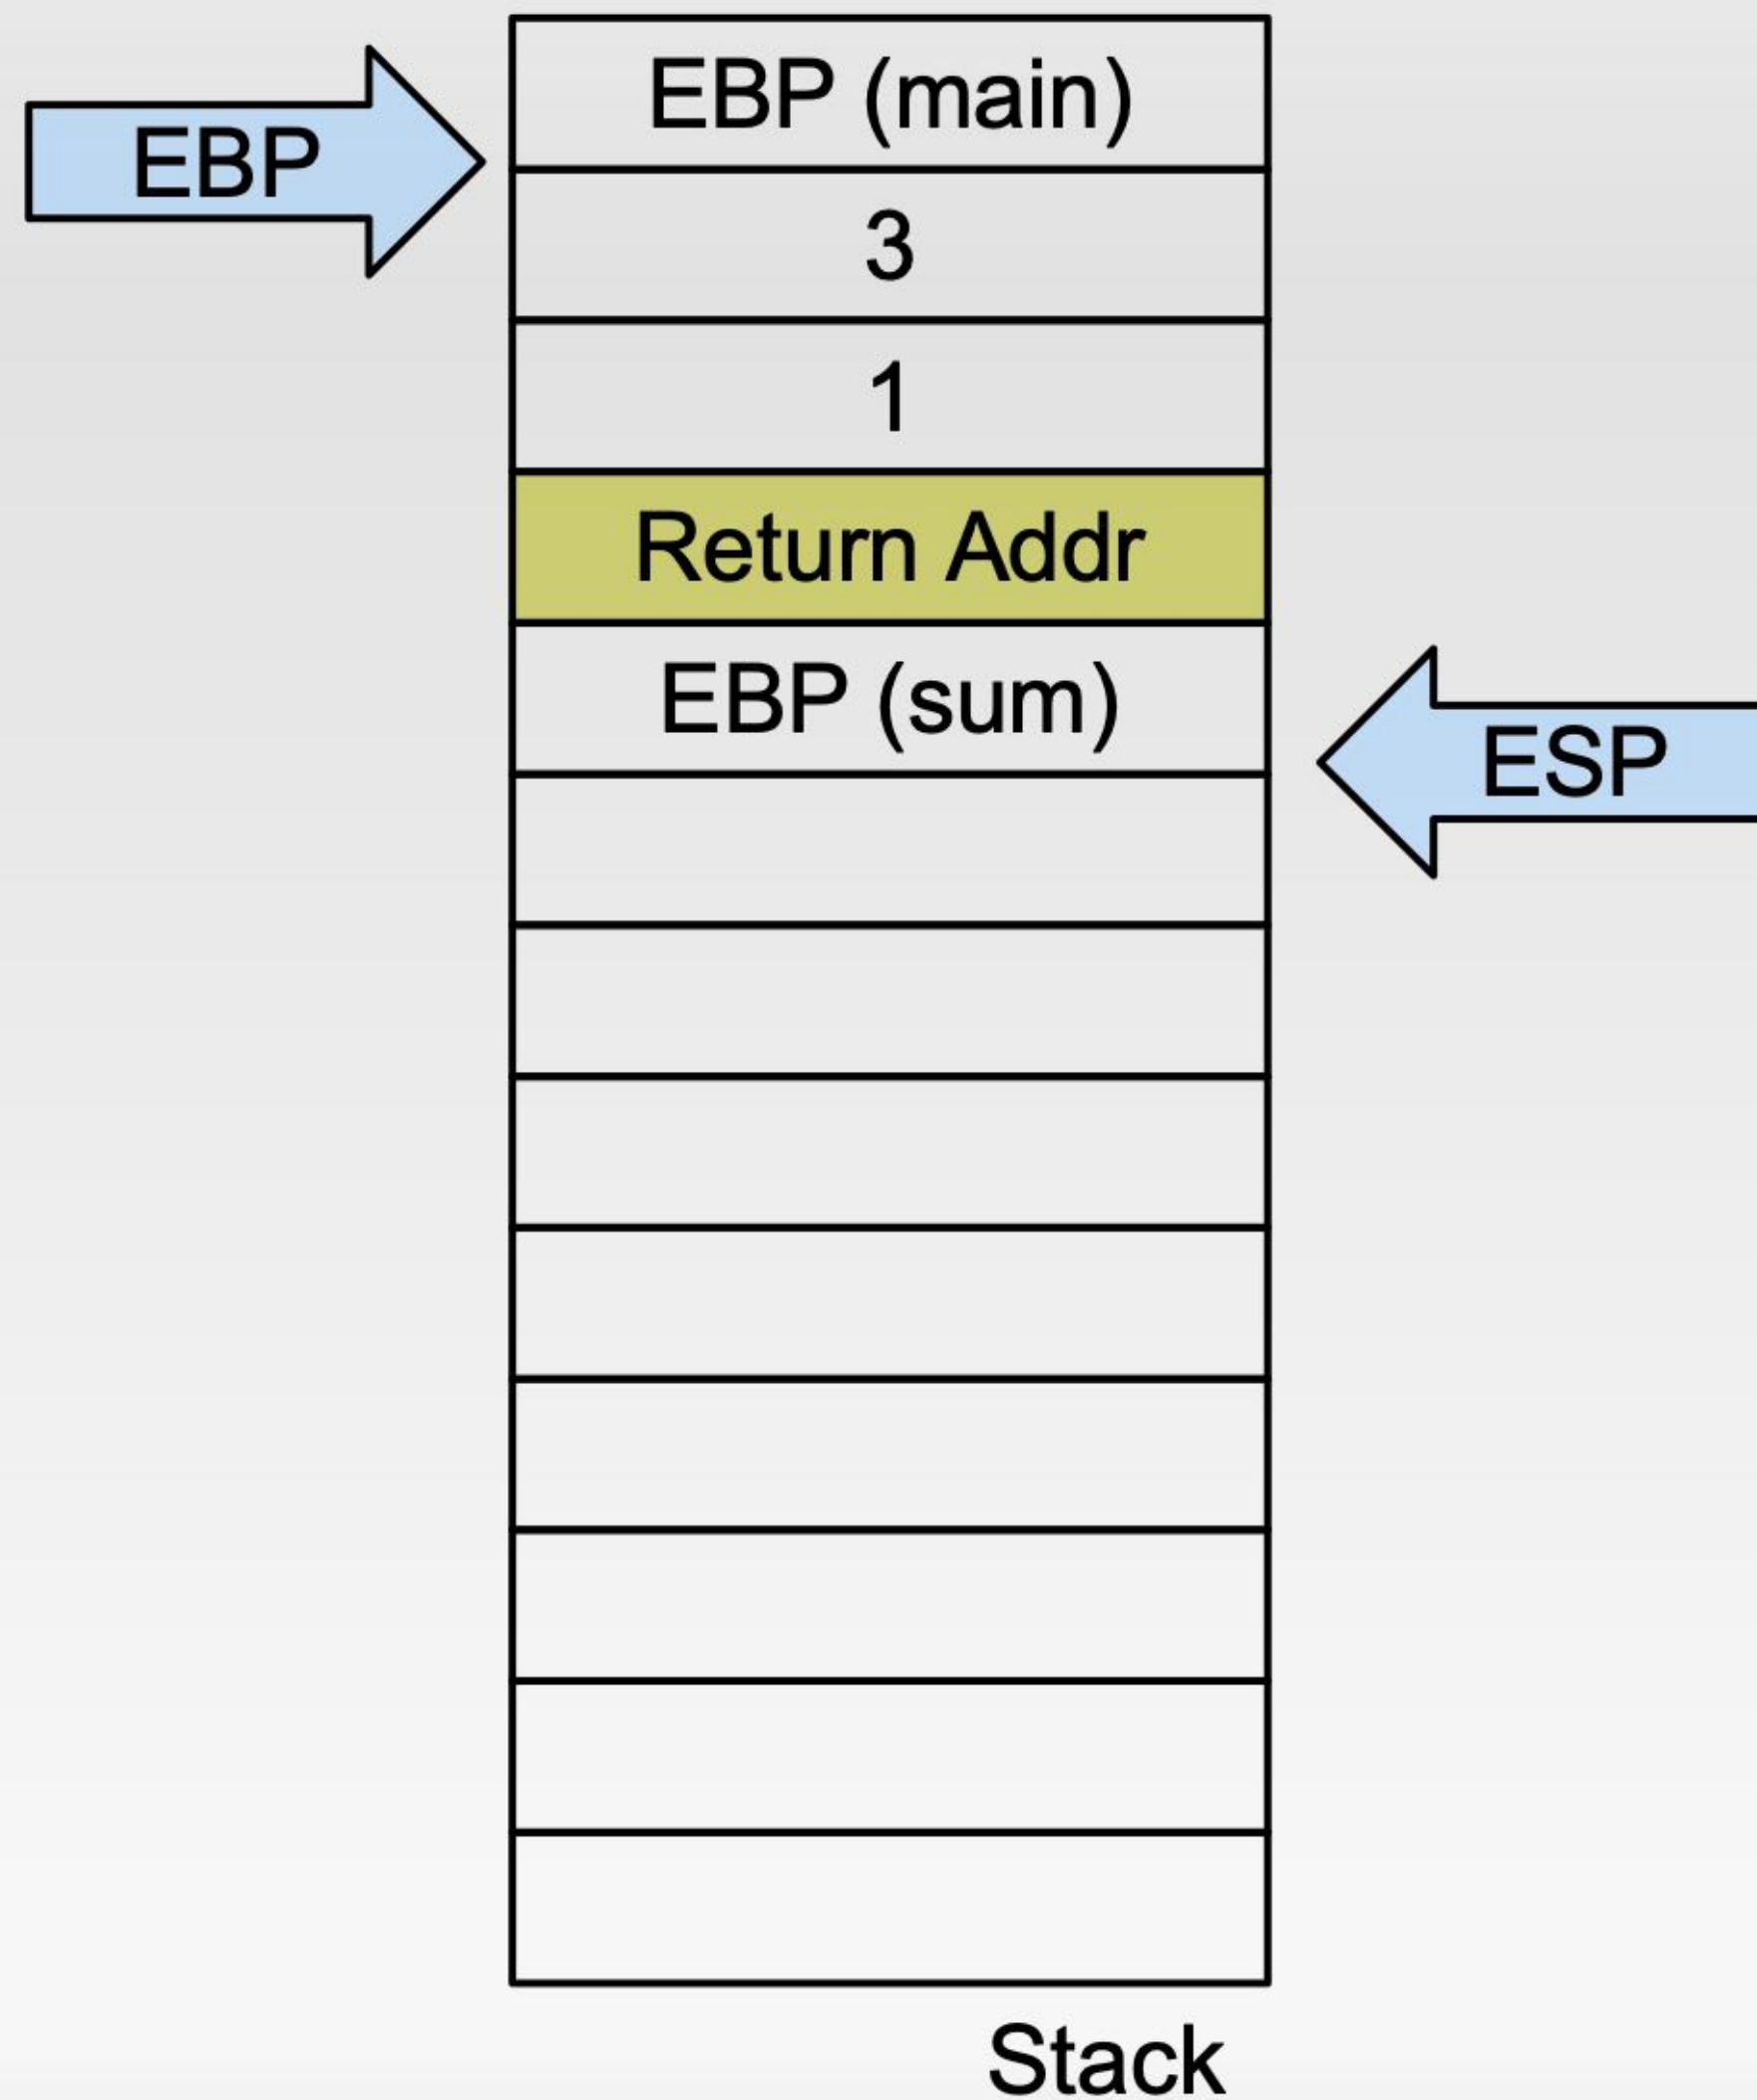 EBP (main)
EBP
3
1
Return Addr
EBP (sum)
ESP
Stack